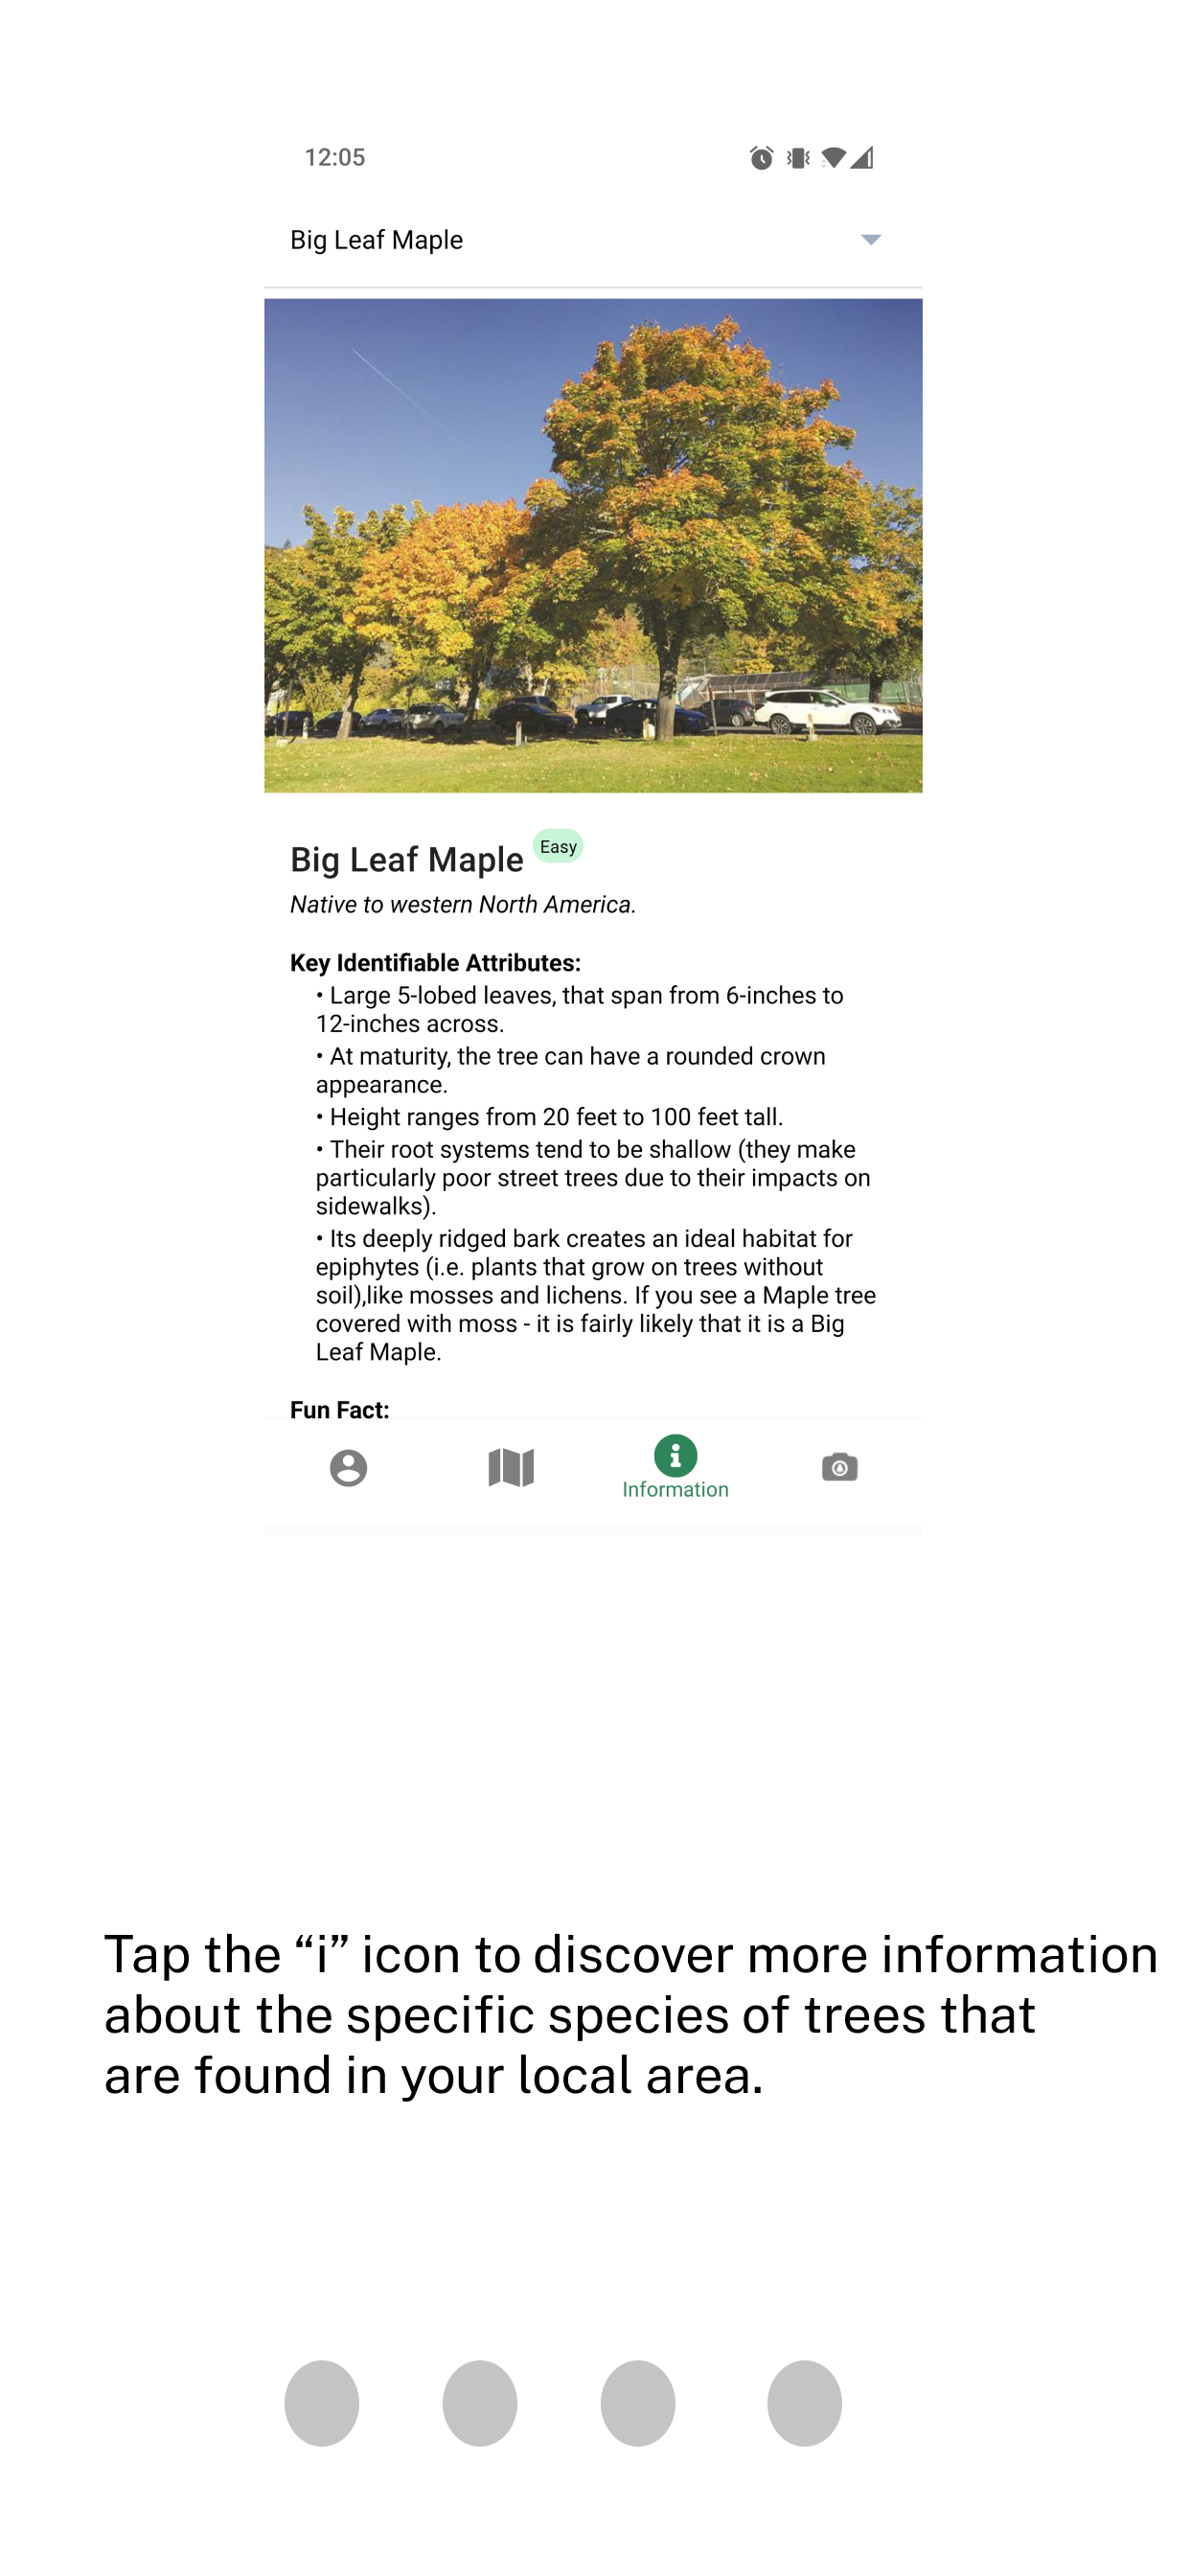 12:05
Big Leaf Maple
Big Leaf Maple Easy
Native to western North America.
Key Identifiable Attributes:
• Large 5-lobed leaves, that span from 6-inches to
12-inches across.
• At maturity, the tree can have a rounded crown
appearance.
• Height ranges from 20 feet to 100 feet tall.
• Their root systems tend to be shallow (they make
particularly poor street trees due to their impacts on
sidewalks).
• Its deeply ridged bark creates an ideal habitat for
epiphytes (i.e. plants that grow on trees without
soil),like mosses and lichens. If you see a Maple tree
covered with moss - it is fairly likely that it is a Big
Leaf Maple.
Fun Fact:
Information
Tap the “i” icon to discover more information
about the specific species of trees that
are found in your local area.